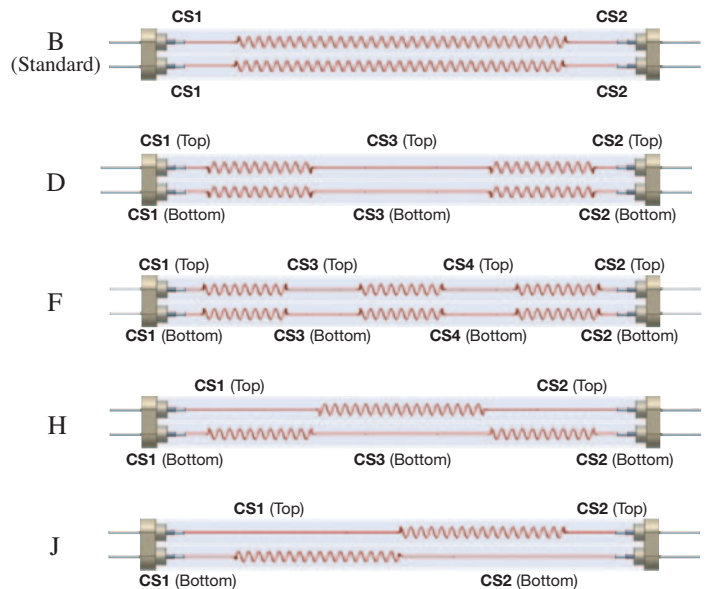 CS1 CS2
B
(Standard)
CS1 CS2
CS1 (Top) CS3 (Top) CS2 (Top)
D
CS1 (Bottom) CS3 (Bottom) CS2 (Bottom)
CS1 (Top) CS3 (Top) CS4 (Top) CS2 (Top)
F
CS1 (Bottom) CS3 (Bottom) CS4 (Bottom) CS2 (Bottom)
CS1 (Top) CS2 (Top)
H
CS1 (Bottom) CS3 (Bottom) CS2 (Bottom)
CS1 (Top) CS2 (Top)
J
CS1 (Bottom) CS2 (Bottom)